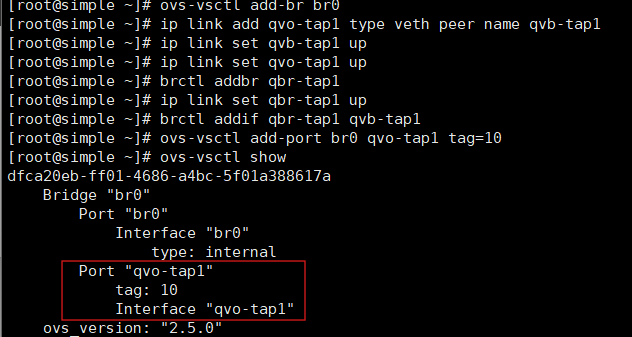 [root@simple ~]# ovs-vsctl add-br br0
[root@simple ~]# ip link add qvo-tap1 type veth peer name qvb-tap1
[root@simple ~]# ip link set qvb-tap1 up
[root@simple ~]# ip link set qvo-tap1 up
[root@simple ~]# brctl addbr qbr-tap1
[root@simple ~]# ip link set qbr-tap1 up
[root@simple ~]# brctl addif qbr-tap1 qvb-tap1
[root@simple ~]# ovs-vsctl add-port br0 qvo-tap1 tag=10
[root@simple ~]# ovs-vsctl show
dfca20eb-ff01-4686-a4bc-5f01a388617a
    Bridge "br0"
        Port "br0"
            Interface "br0"
                type: internal
        Port "qvo-tap1"
            tag: 10
            Interface "qvo-tap1"
    ovs_version: "2.5.0"